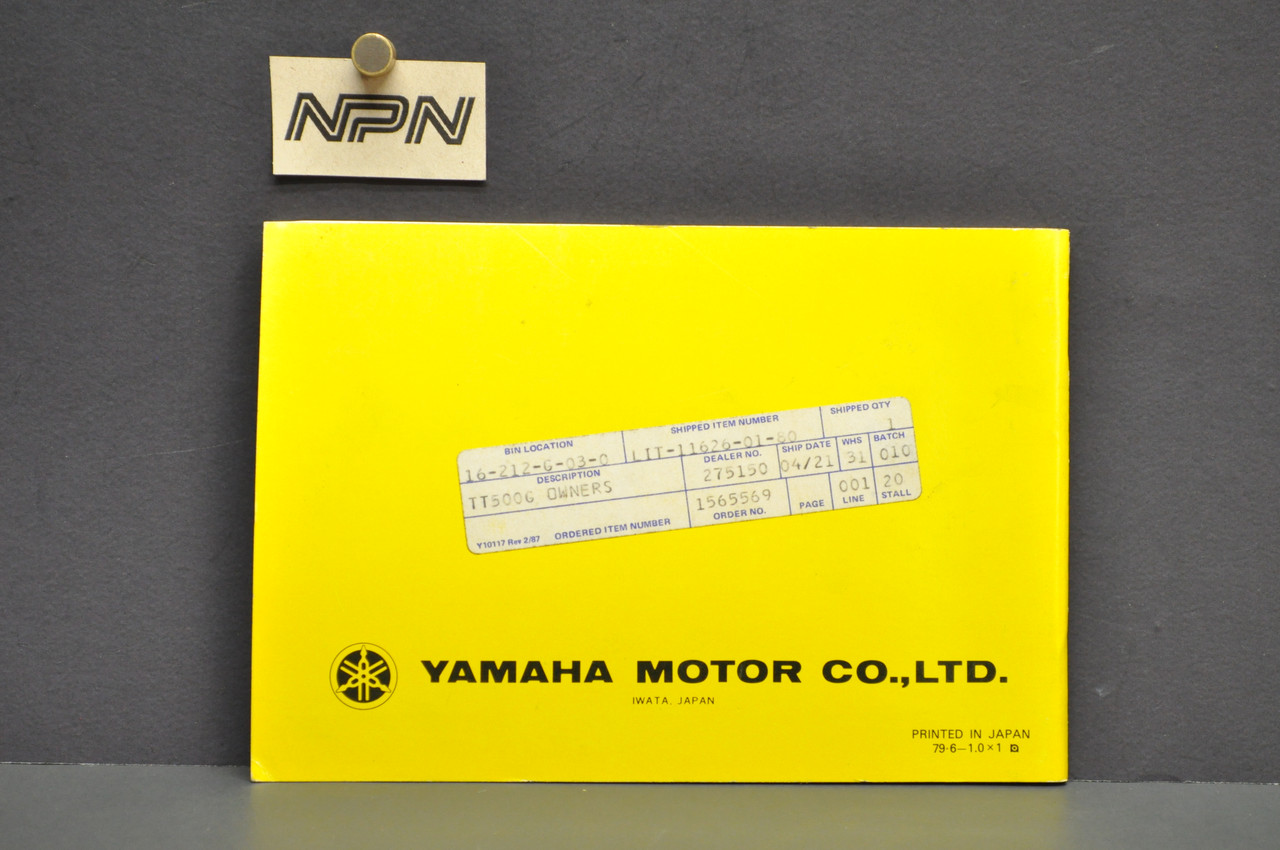 NPN
BIN LOCATION SHIPPED ITEM NUMBER SHIPPED QTY
16-212-G-03-0 LIT-11626-01-80 1
DESCRIPTION DEALER NO. SHIP DATE WHS BATCH
TT500G OWNERS 275150 04/21 31 010
1565569 001 20
Y10117 Rev 2/87 ORDERED ITEM NUMBER ORDER NO. PAGE LINE STALL
YAMAHA MOTOR CO.,LTD.
IWATA, JAPAN
PRINTED IN JAPAN
79·6—1.0×1